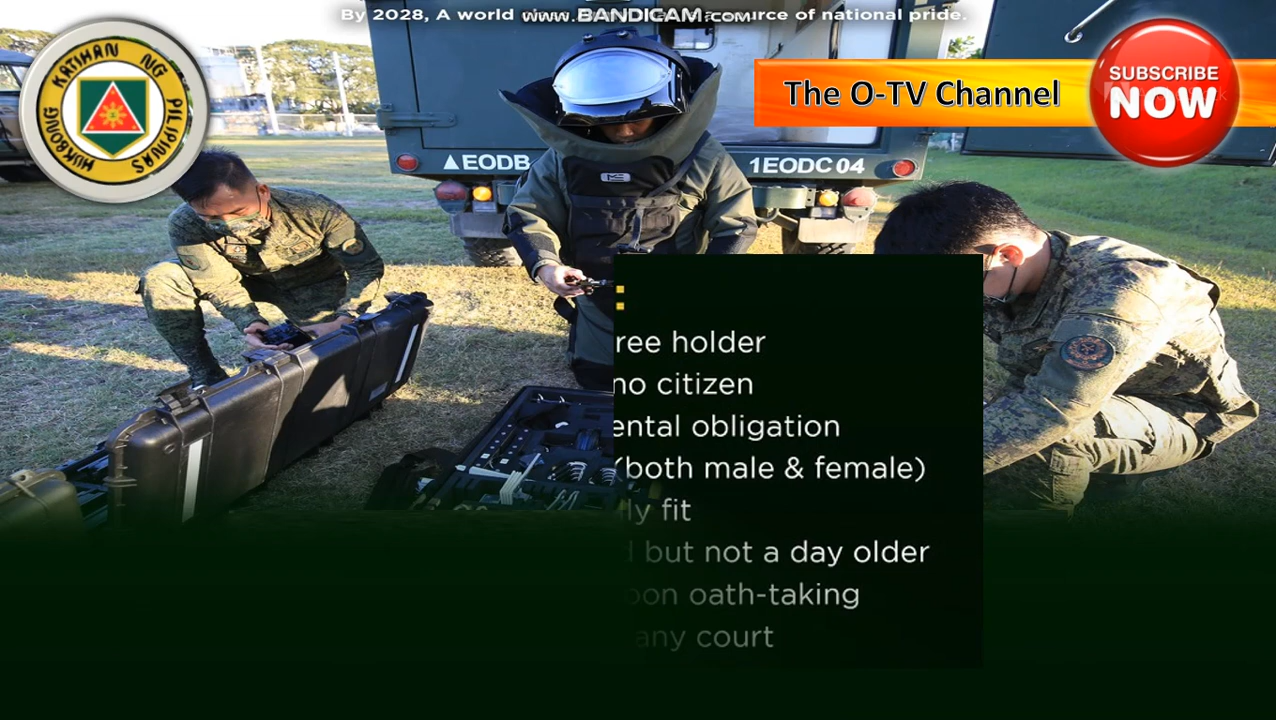 By 2028, A world www.BANDICAM.com source of national pride.
HUKBONG KATIHAN NG PILIPINAS
The O-TV Channel
SUBSCRIBE
NOW
EODB
1EODC 04
:
ree holder
no citizen
ental obligation
(both male & female)
lly fit
d but not a day older
oon oath-taking
any court